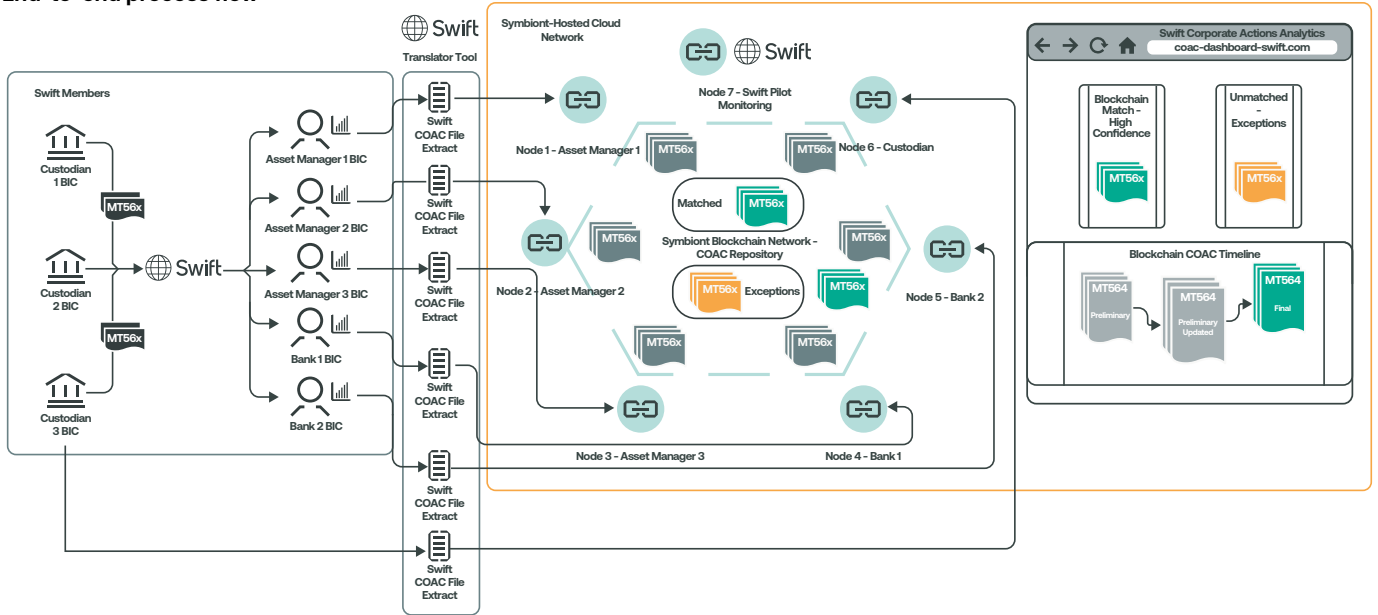 End-to-end process flow
Swift Members
Custodian
1 BIC
MT56x
Custodian
2 BIC
MT56x
Custodian
3 BIC
Swift
Asset Manager 1 BIC
Asset Manager 2 BIC
Asset Manager 3 BIC
Bank 1 BIC
Bank 2 BIC
Swift
Translator Tool
Swift
COAC File
Extract
Swift
COAC File
Extract
Swift
COAC File
Extract
Swift
COAC File
Extract
Swift
COAC File
Extract
Swift
COAC File
Extract
Symbiont-Hosted Cloud
Network
Swift
Node 7 - Swift Pilot
Monitoring
Node 1 - Asset Manager 1
MT56x
MT56x
Node 6 - Custodian
Matched
MT56x
MT56x
MT56x
Symbiont Blockchain Network -
COAC Repository
Node 2 - Asset Manager 2
MT56x
Exceptions
MT56x
Node 5 - Bank 2
MT56x
MT56x
Node 3 - Asset Manager 3
Node 4 - Bank 1
Swift Corporate Actions Analytics
coac-dashboard-swift.com
Blockchain
Match -
High
Confidence
MT56x
Unmatched
-
Exceptions
MT56x
Blockchain COAC Timeline
MT564
Preliminary
MT564
Preliminary
Updated
MT564
Final